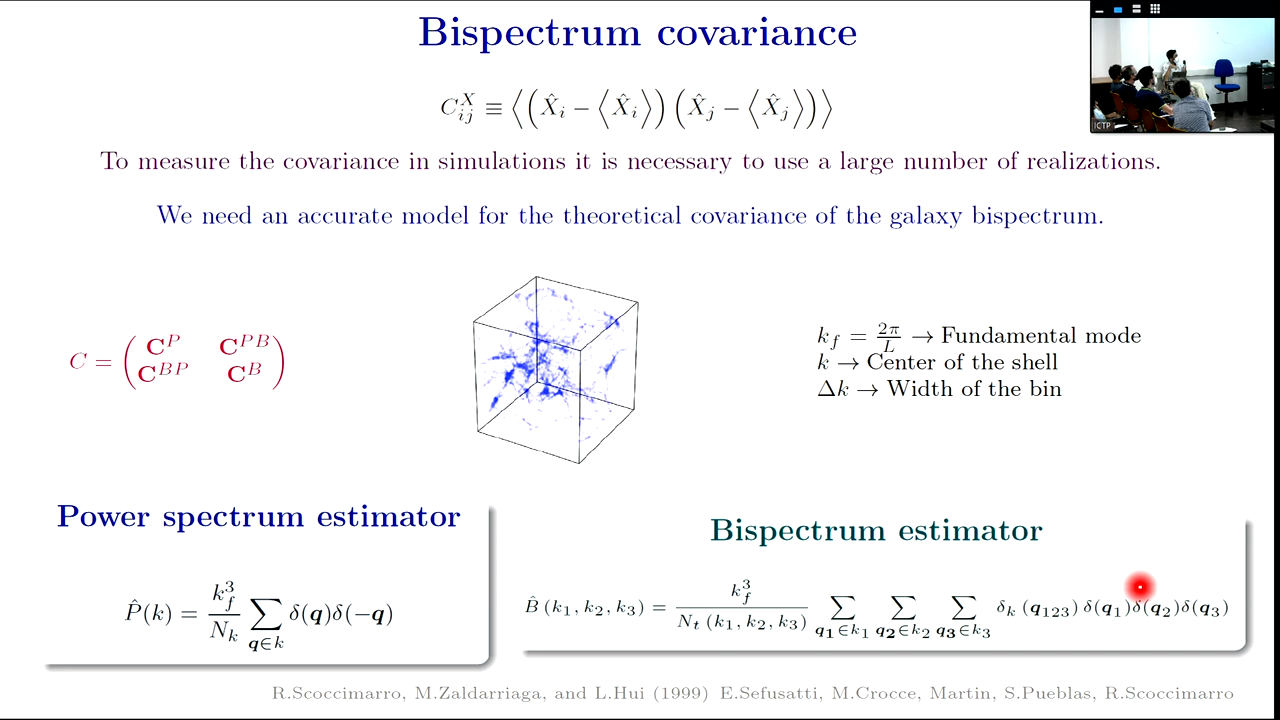 Bispectrum covariance
C_{ij}^X ≡ ⟨(X̂_i − ⟨X̂_i⟩)(X̂_j − ⟨X̂_j⟩)⟩
ICTP
To measure the covariance in simulations it is necessary to use a large number of realizations.
We need an accurate model for the theoretical covariance of the galaxy bispectrum.
C = ( C^P C^{PB}
C^{BP} C^B )
k_f = 2π/L → Fundamental mode
k → Center of the shell
Δk → Width of the bin
Power spectrum estimator
P̂(k) = k_f^3/N_k ∑_{q∈k} δ(q)δ(−q)
Bispectrum estimator
B̂(k_1, k_2, k_3) = k_f^3/N_t(k_1, k_2, k_3) ∑_{q_1∈k_1} ∑_{q_2∈k_2} ∑_{q_3∈k_3} δ_k(q_{123}) δ(q_1)δ(q_2)δ(q_3)
R.Scoccimarro, M.Zaldarriaga, and L.Hui (1999) E.Sefusatti, M.Crocce, Martin, S.Pueblas, R.Scoccimarro